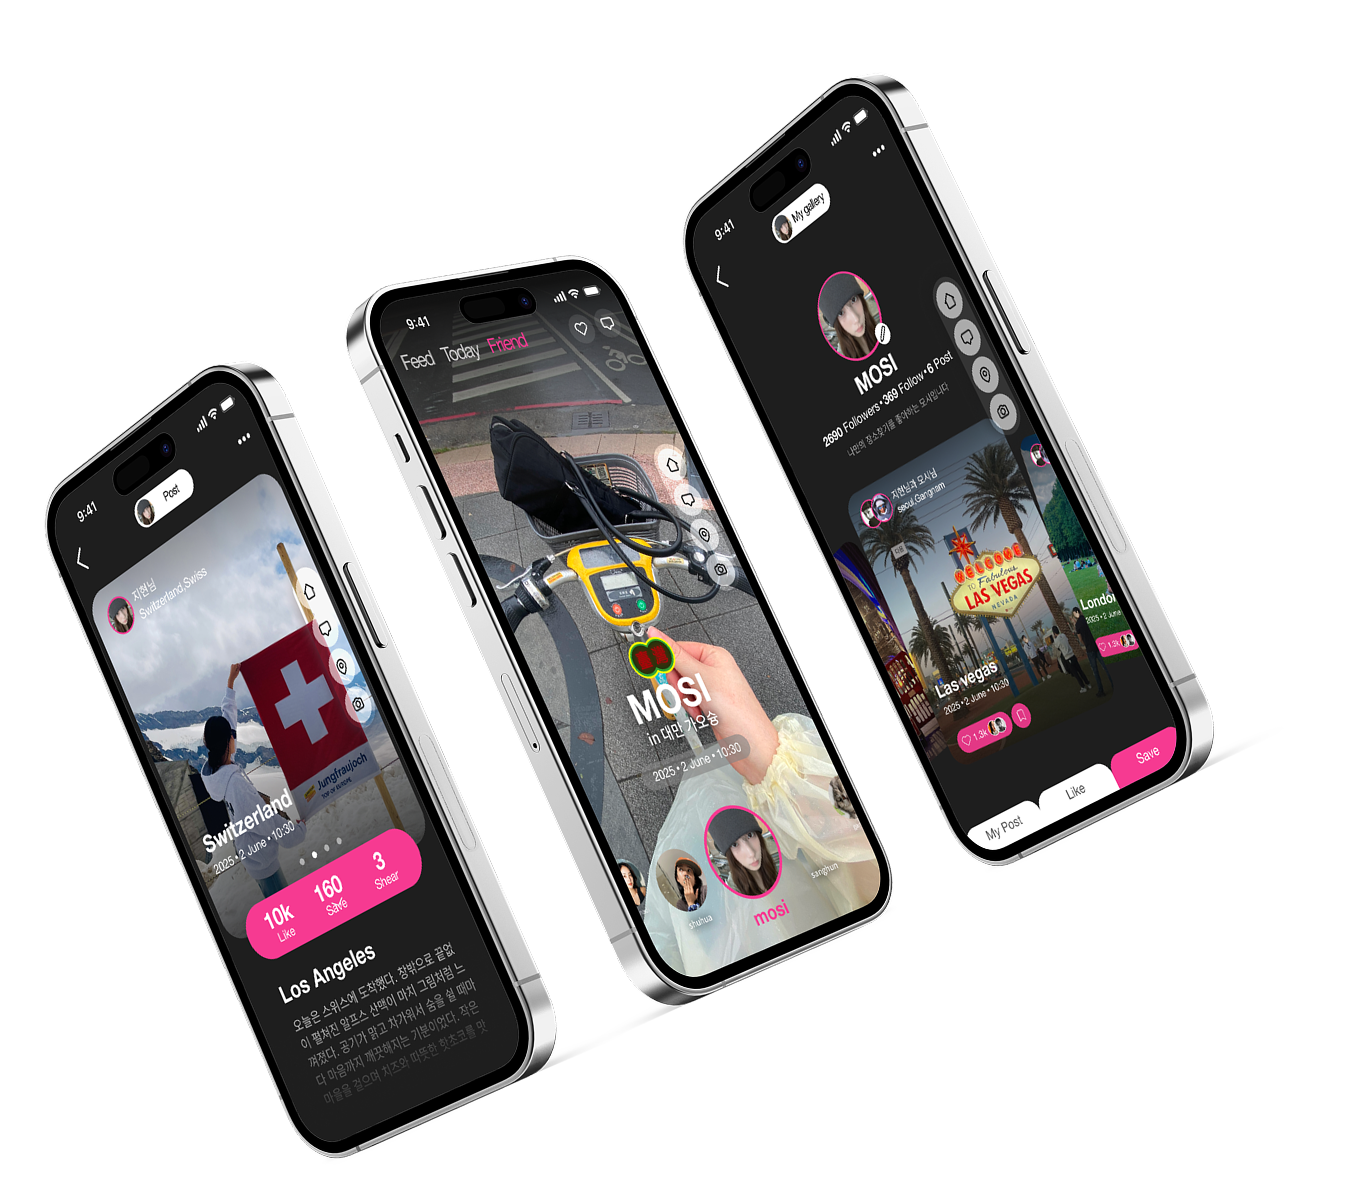 9:41
Post
지현님
Switzerland,Swiss
Jungfraujoch
TOP OF EUROPE
Switzerland
2025 • 2 June • 10:30
10k
Like
160
Save
3
Shear
Los Angeles
오늘은 스위스에 도착했다. 창밖으로 끝없
이 펼쳐진 알프스 산맥이 마치 그림처럼 느
껴졌다. 공기가 맑고 차가워서 숨을 쉴 때마
다 마음까지 깨끗해지는 기분이었다. 작은
마을을 걸으며 치즈와 따뜻한 핫초코를 맛
9:41
Feed Today Friend
MOSI
in 대만 가오슝
2025 • 2 June • 10:30
shuhua
mosi
sanghun
9:41
My gallery
MOSI
2690 Followers • 369 Follow • 6 Post
나만의 장소찾기를 좋아하는 모시입니다
지현님과 모시님
seoul,Gangnam
WELCOME
TO Fabulous
LAS VEGAS
NEVADA
Las vegas
2025 • 2 June • 10:30
1.3k
London
2025 • 2 June
1.3k
My Post
Like
Save